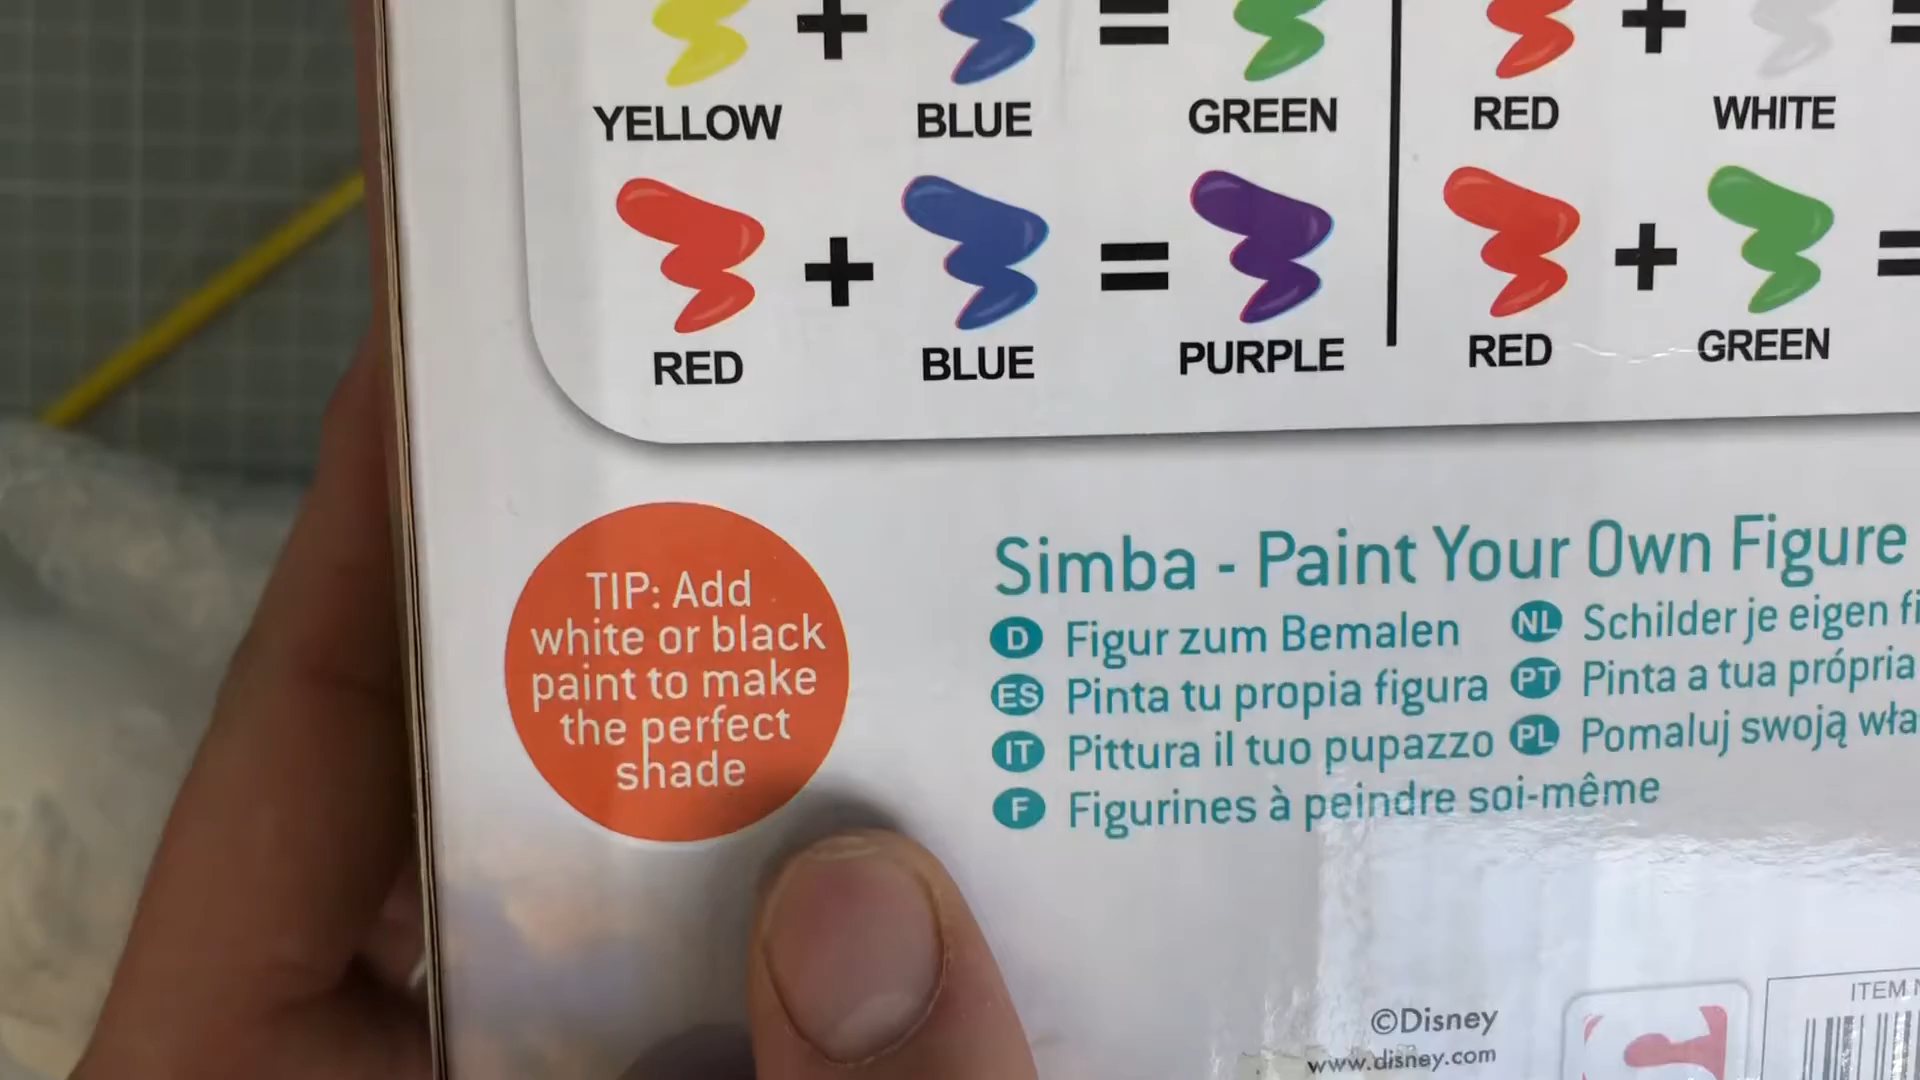 YELLOW + BLUE = GREEN
RED + WHITE =
RED + BLUE = PURPLE
RED + GREEN =
TIP: Add
white or black
paint to make
the perfect
shade
Simba - Paint Your Own Figure
D Figur zum Bemalen
ES Pinta tu propia figura
IT Pittura il tuo pupazzo
F Figurines à peindre soi-même
NL Schilder je eigen
PT Pinta a tua própria
PL Pomaluj swoją
©Disney
www.disney.com
ITEM